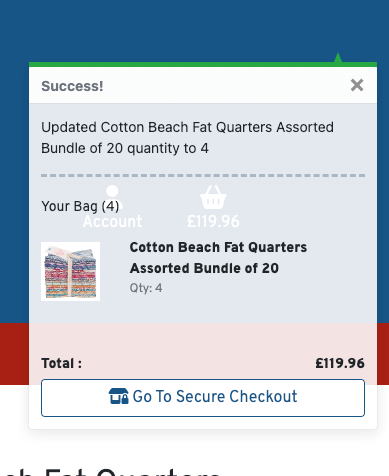 Success! ×
Updated Cotton Beach Fat Quarters Assorted
Bundle of 20 quantity to 4
Your Bag (4)
Account £119.96
Cotton Beach Fat Quarters
Assorted Bundle of 20
Qty: 4
Total : £119.96
Go To Secure Checkout
Fat Quarters